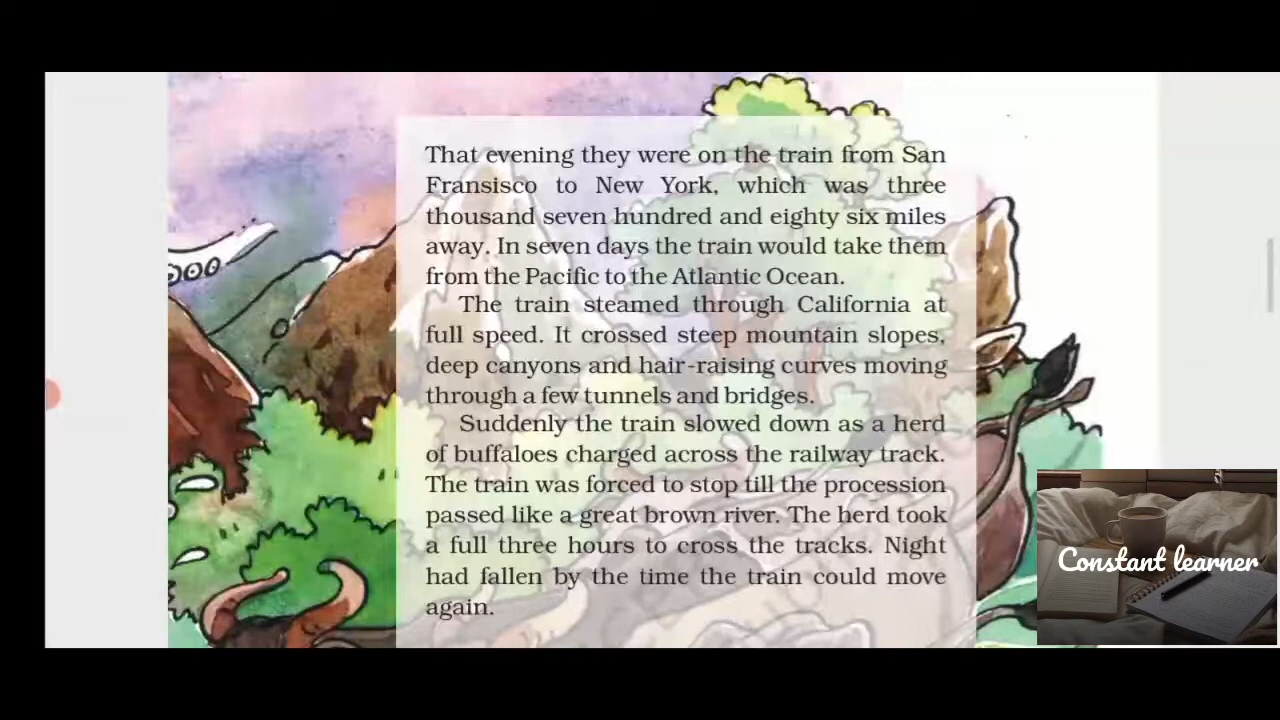 That evening they were on the train from San
Fransisco to New York, which was three
thousand seven hundred and eighty six miles
away. In seven days the train would take them
from the Pacific to the Atlantic Ocean.
The train steamed through California at
full speed. It crossed steep mountain slopes,
deep canyons and hair-raising curves moving
through a few tunnels and bridges.
Suddenly the train slowed down as a herd
of buffaloes charged across the railway track.
The train was forced to stop till the procession
passed like a great brown river. The herd took
a full three hours to cross the tracks. Night
had fallen by the time the train could move
again.
Constant learner